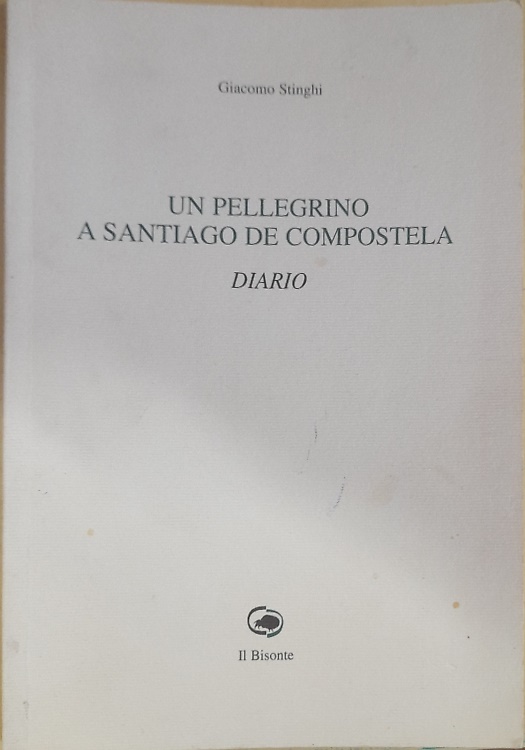 Giacomo Stinghi
UN PELLEGRINO
A SANTIAGO DE COMPOSTELA
DIARIO
Il Bisonte